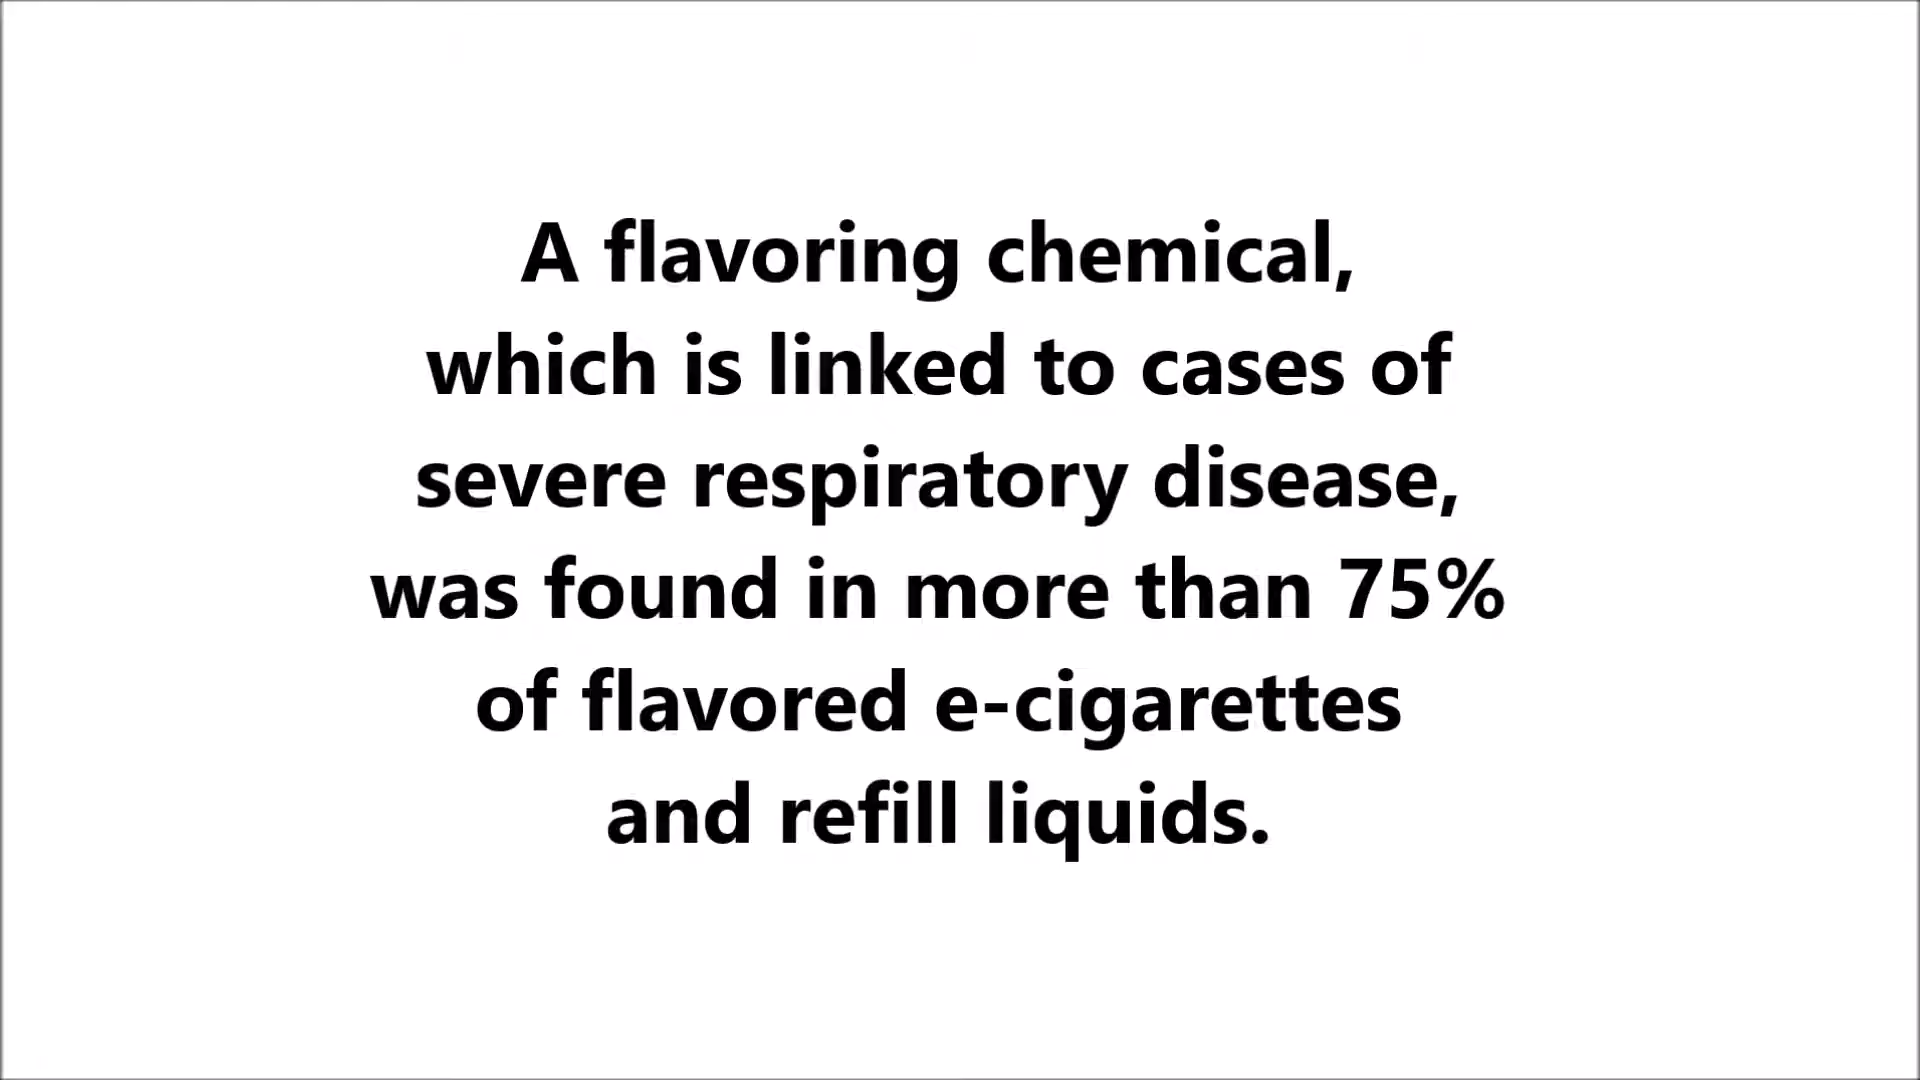 A flavoring chemical,
which is linked to cases of
severe respiratory disease,
was found in more than 75%
of flavored e-cigarettes
and refill liquids.